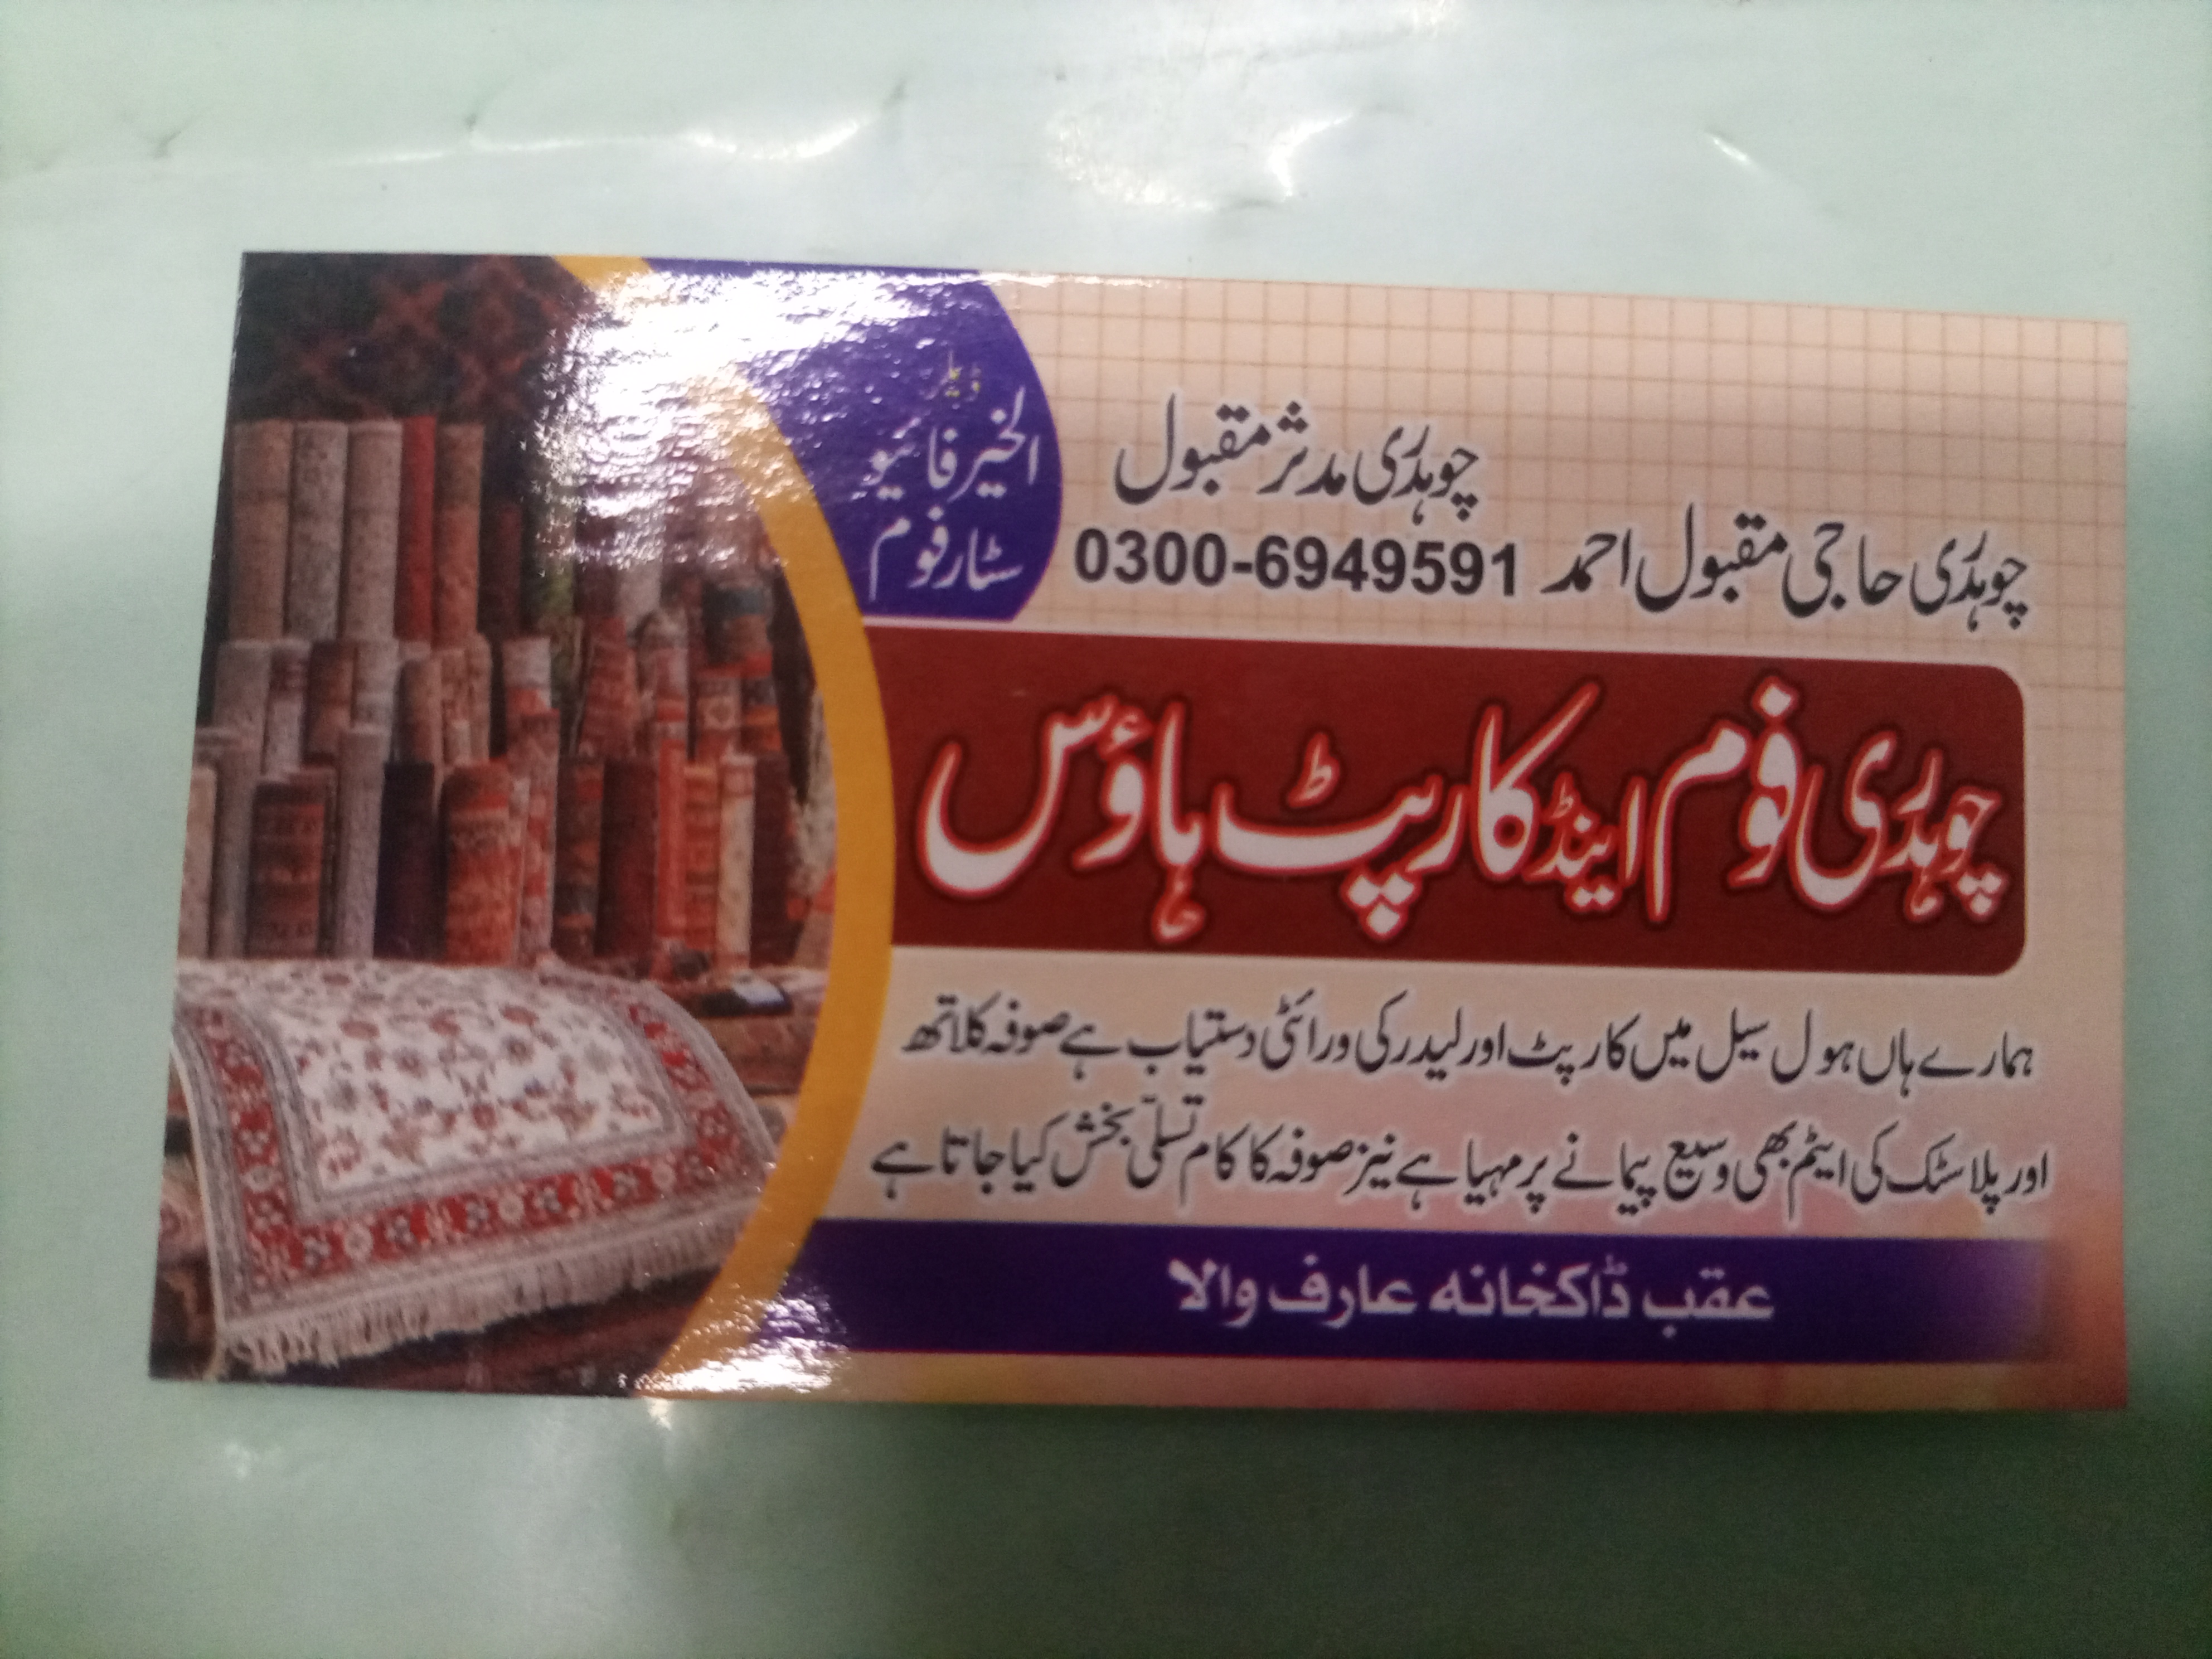 ڈیلر
الخیر فائیو
سٹار فوم
چوہدری مدثر مقبول
چوہدری حاجی مقبول احمد 0300-6949591
چوہدری فوم اینڈ کارپٹ ہاؤس
ہمارے ہاں ہول سیل میں کارپٹ اور لیدر کی ورائٹی دستیاب ہے صوفہ کلاتھ
اور پلاسٹک کی ایٹم بھی وسیع پیمانے پر مہیا ہے نیز صوفہ کا کام تسلی بخش کیا جاتا ہے
عقب ڈاکخانہ عارف والا